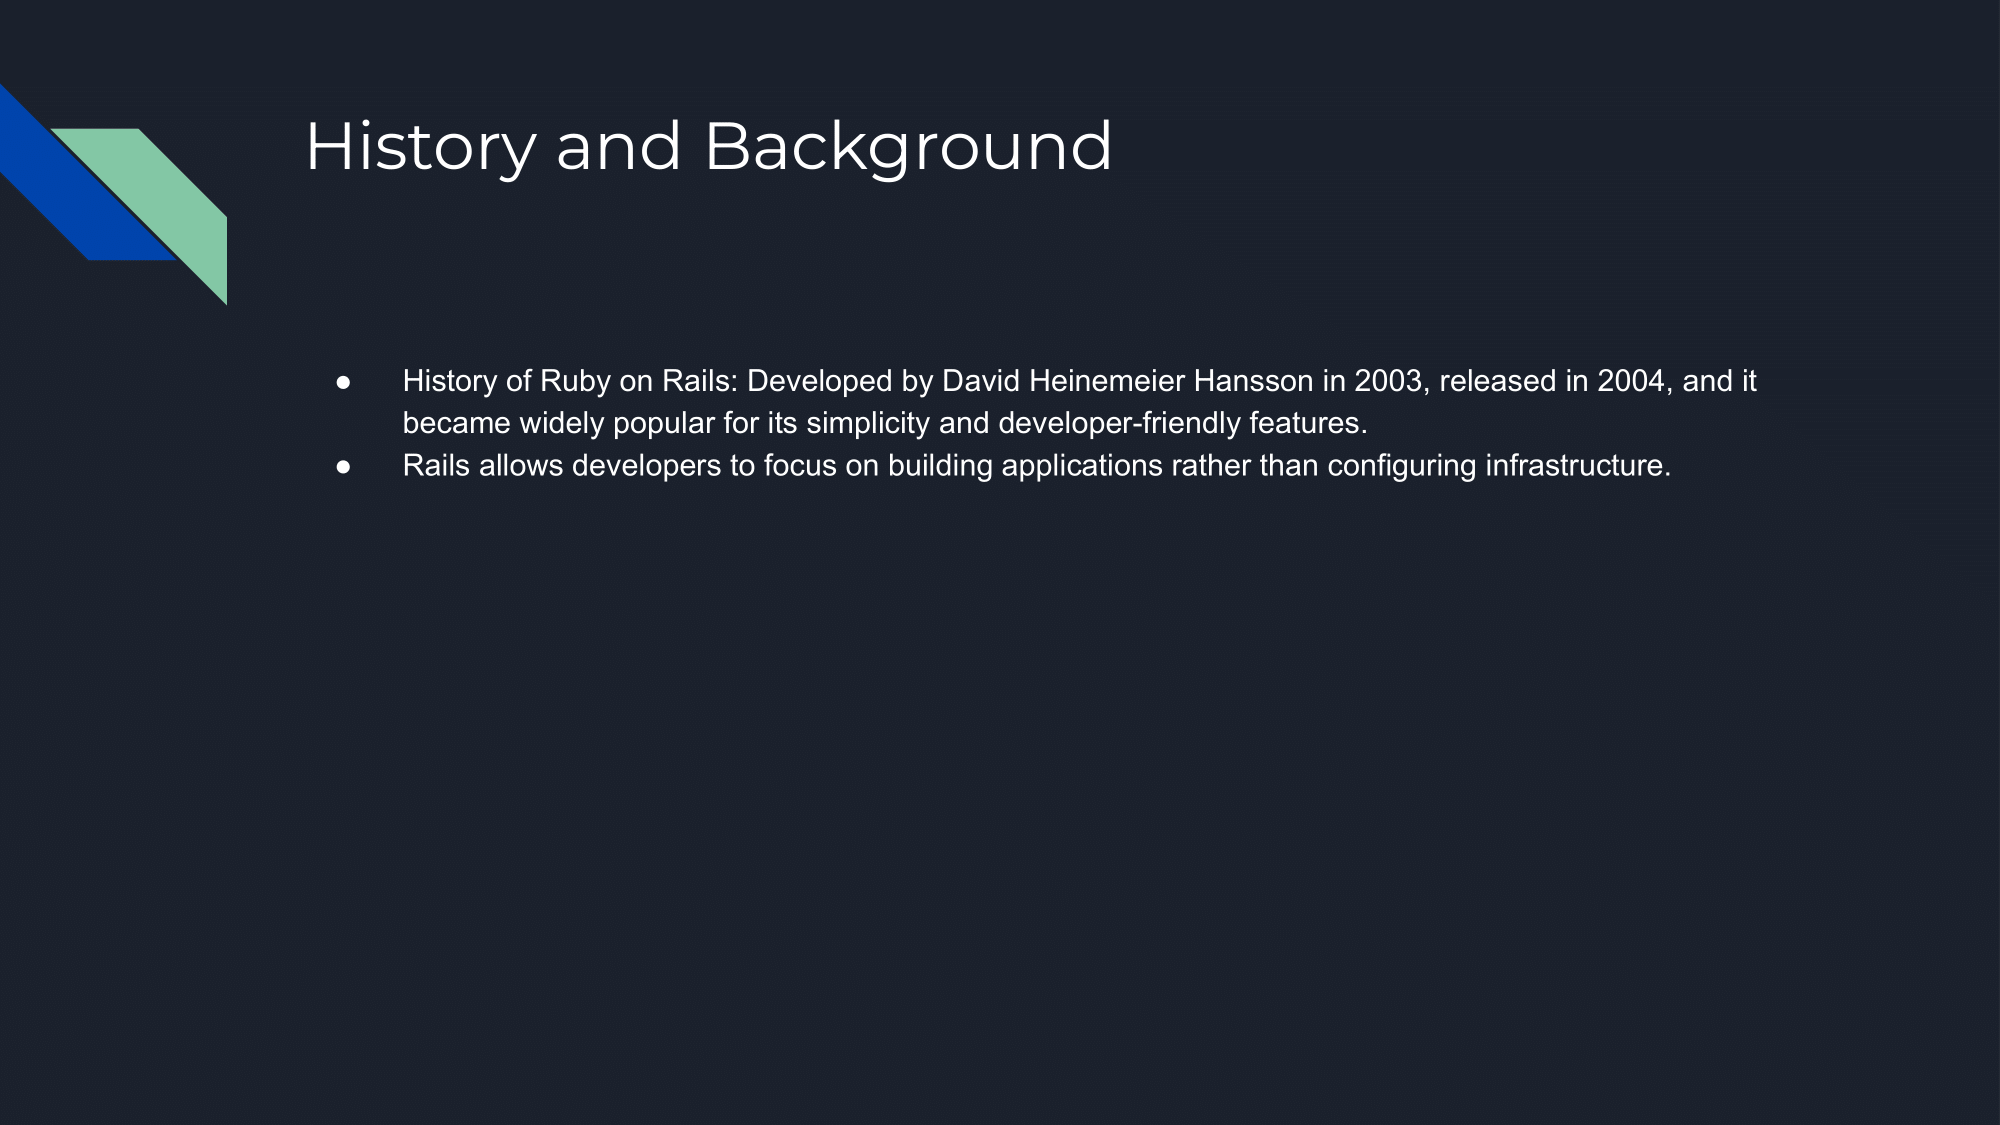 History and Background
● History of Ruby on Rails: Developed by David Heinemeier Hansson in 2003, released in 2004, and it
became widely popular for its simplicity and developer-friendly features.
● Rails allows developers to focus on building applications rather than configuring infrastructure.